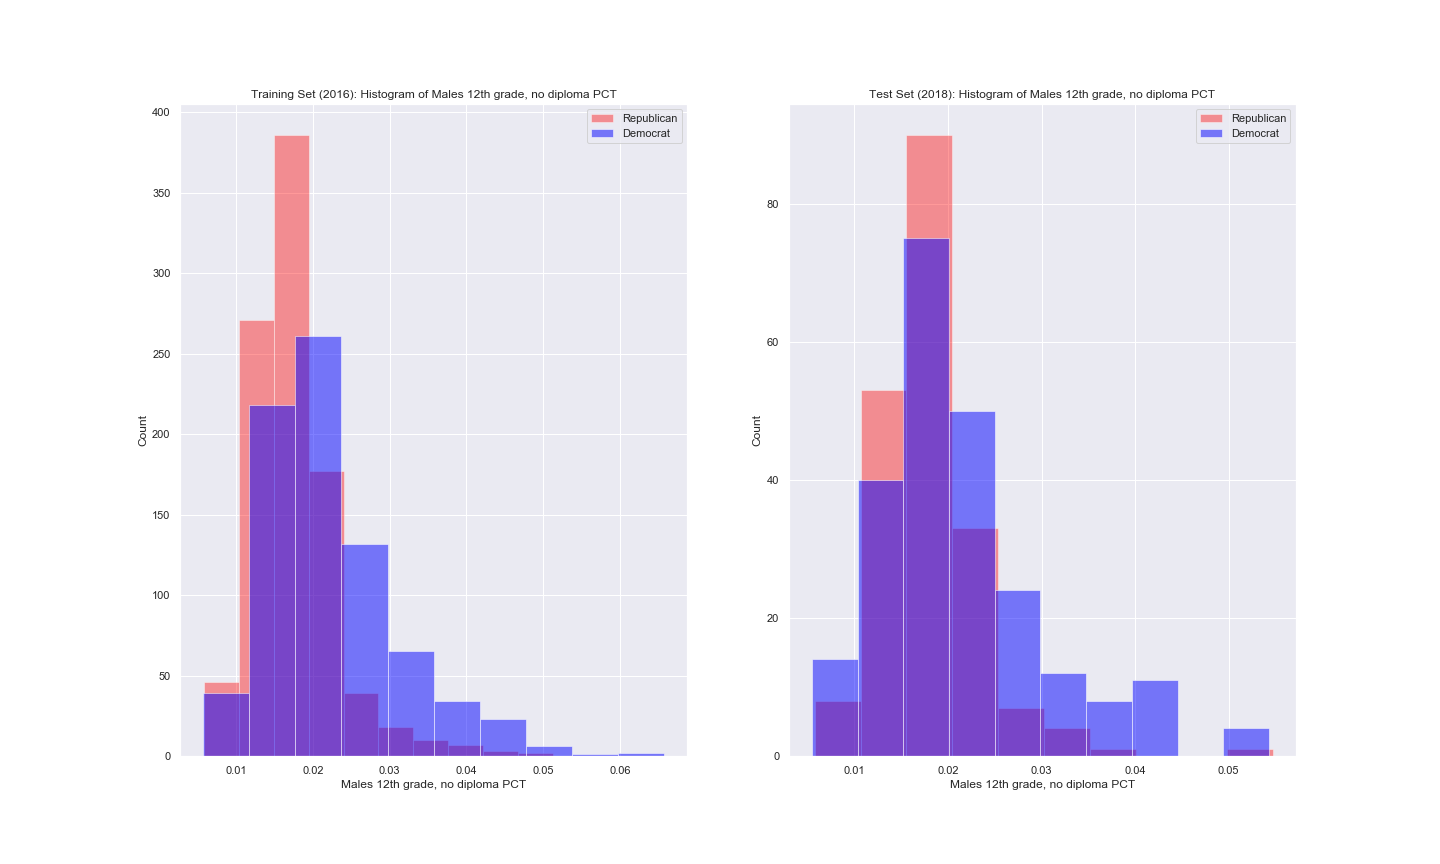 Training Set (2016): Histogram of Males 12th grade, no diploma PCT
Republican
Democrat
400
350
300
250
200
150
100
50
0
Count
0.01 0.02 0.03 0.04 0.05 0.06
Males 12th grade, no diploma PCT
Test Set (2018): Histogram of Males 12th grade, no diploma PCT
Republican
Democrat
80
60
40
20
0
Count
0.01 0.02 0.03 0.04 0.05
Males 12th grade, no diploma PCT